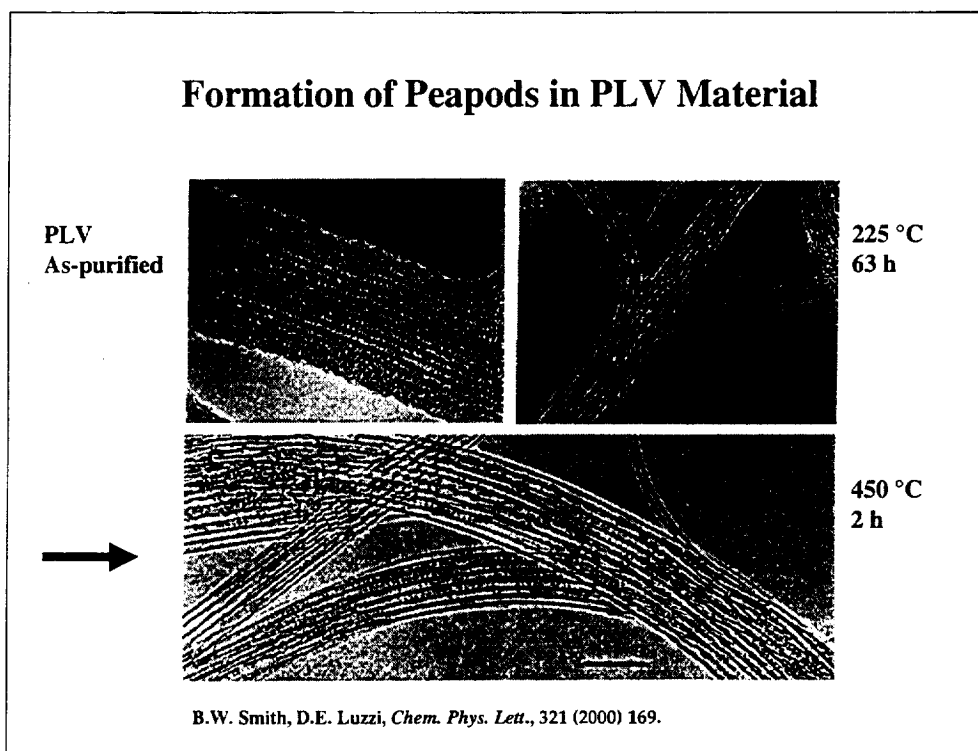 Formation of Peapods in PLV Material
PLV
As-purified
225 °C
63 h
450 °C
2 h
B.W. Smith, D.E. Luzzi, Chem. Phys. Lett., 321 (2000) 169.